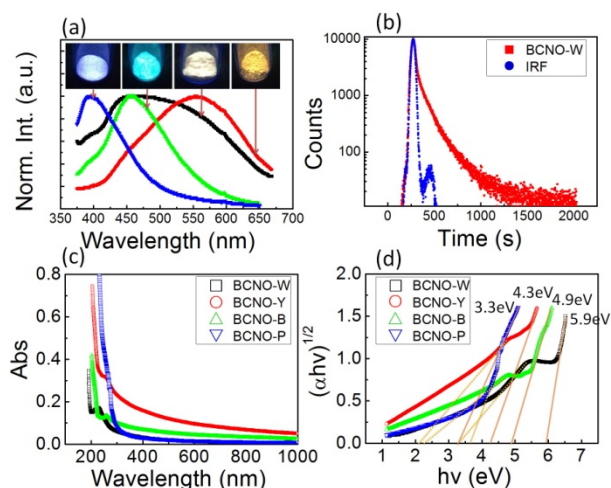 (a)
Norm. Int. (a.u.)
350 400 450 500 550 600 650 700
Wavelength (nm)
(b)
BCNO-W
IRF
Counts
10000
1000
100
0 500 1000 1500 2000
Time (s)
(c)
BCNO-W
BCNO-Y
BCNO-B
BCNO-P
Abs
0.8
0.6
0.4
0.2
0.0
200 400 600 800 1000
Wavelength (nm)
(d)
BCNO-W
BCNO-Y
BCNO-B
BCNO-P
3.3eV
4.3eV
4.9eV
5.9eV
(αhν)1/2
2.0
1.5
1.0
0.5
0.0
1 2 3 4 5 6 7
hν (eV)